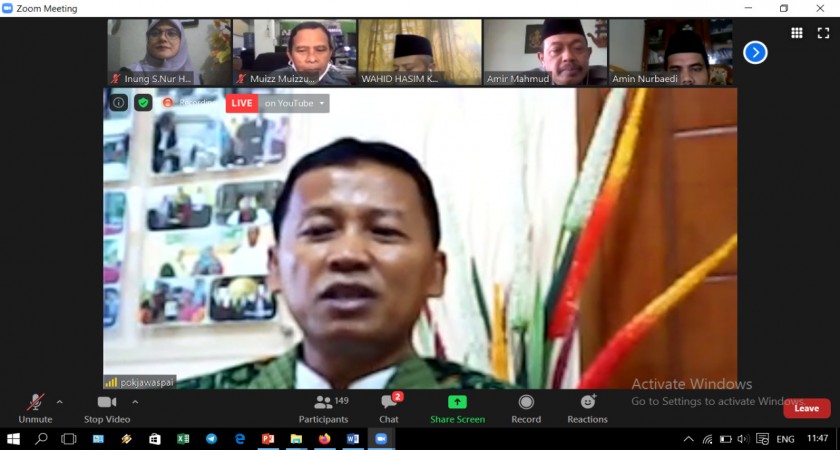 Zoom Meeting
Inung S.Nur H...
Muizz Muizzu...
WAHID HASIM K...
Amir Mahmud
Amin Nurbaedi
LIVE on YouTube
pokjawaspai
Activate Windows
Go to Settings to activate Windows.
Unmute
Stop Video
149
Participants
2
Chat
Share Screen
Record
Reactions
Leave
ENG
11:47